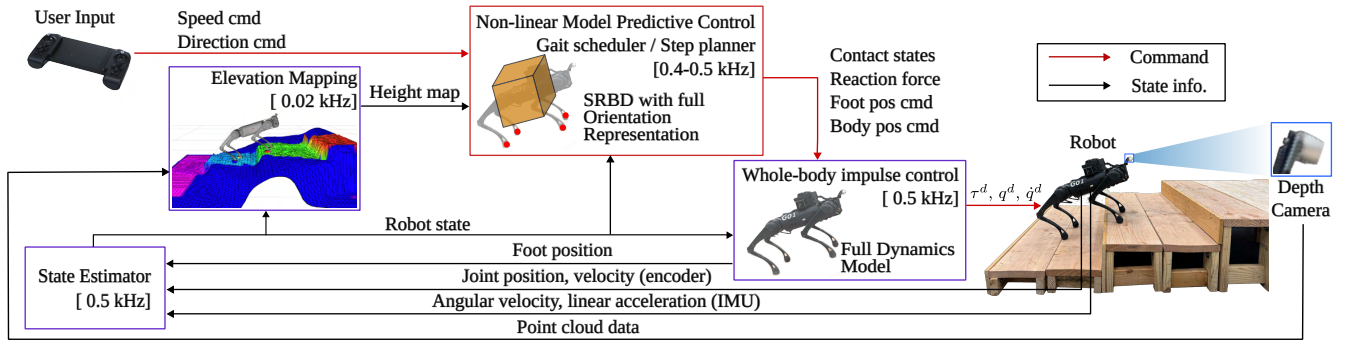 User Input
Speed cmd
Direction cmd
Elevation Mapping
[ 0.02 kHz]
Height map
Non-linear Model Predictive Control
Gait scheduler / Step planner
[0.4-0.5 kHz]
SRBD with full
Orientation
Representation
Contact states
Reaction force
Foot pos cmd
Body pos cmd
Command
State info.
Robot
Depth
Camera
Whole-body impulse control
[ 0.5 kHz]
Go1
Full Dynamics
Model
τᵈ, qᵈ, q̇ᵈ
Go1
Robot state
Foot position
State Estimator
[ 0.5 kHz]
Joint position, velocity (encoder)
Angular velocity, linear acceleration (IMU)
Point cloud data